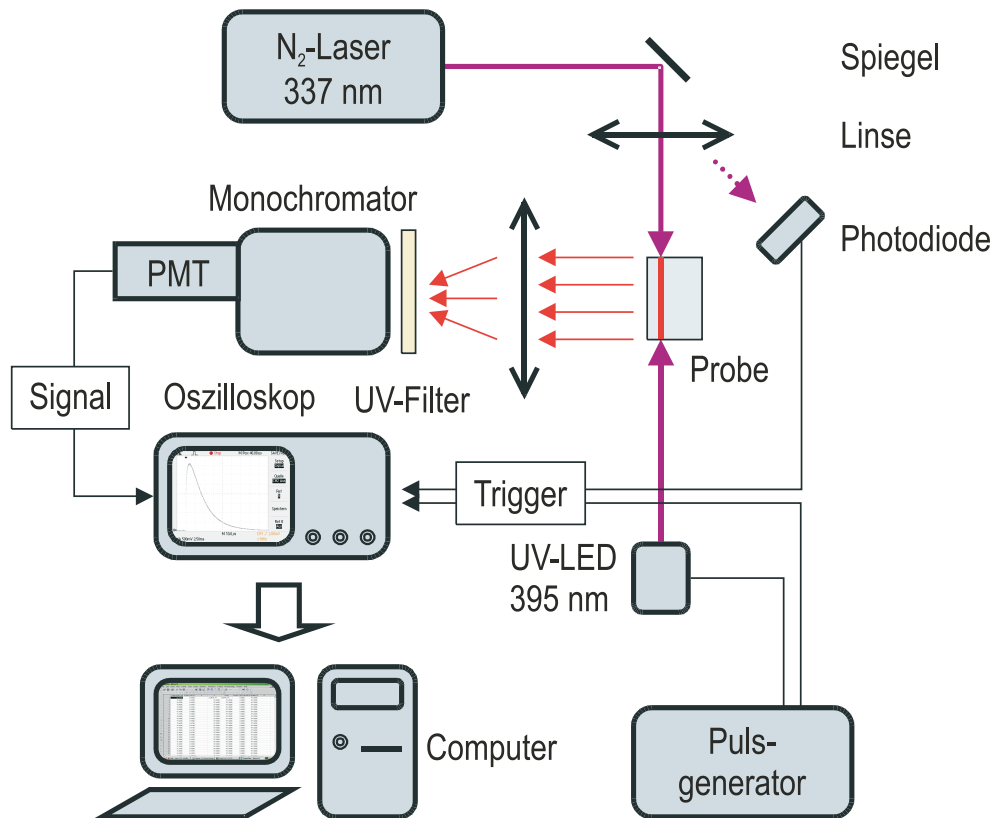 N₂-Laser
337 nm
Spiegel
Linse
Monochromator
Photodiode
PMT
Probe
Signal
Oszilloskop
UV-Filter
Trigger
UV-LED
395 nm
Computer
Puls-
generator